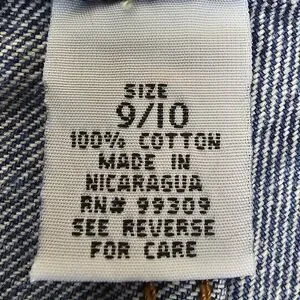 SIZE
9/10
100% COTTON
MADE IN
NICARAGUA
RN# 99309
SEE REVERSE
FOR CARE